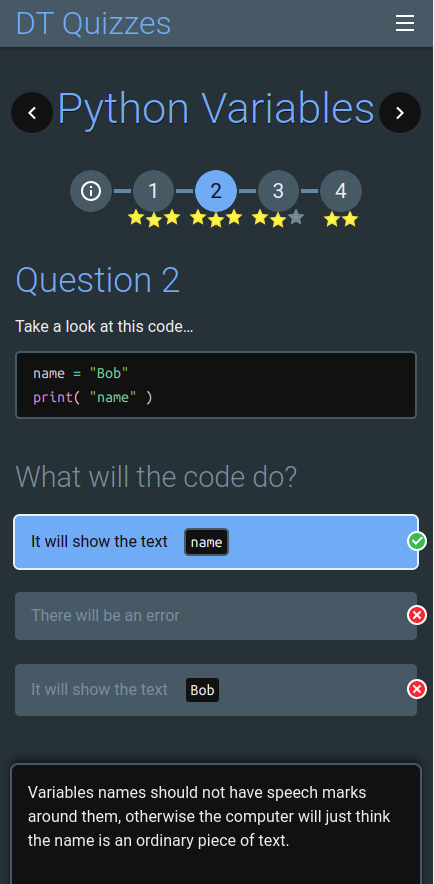 DT Quizzes
Python Variables
1 2 3 4
Question 2
Take a look at this code…
name = "Bob"
print( "name" )
What will the code do?
It will show the text name
There will be an error
It will show the text Bob
Variables names should not have speech marks
around them, otherwise the computer will just think
the name is an ordinary piece of text.